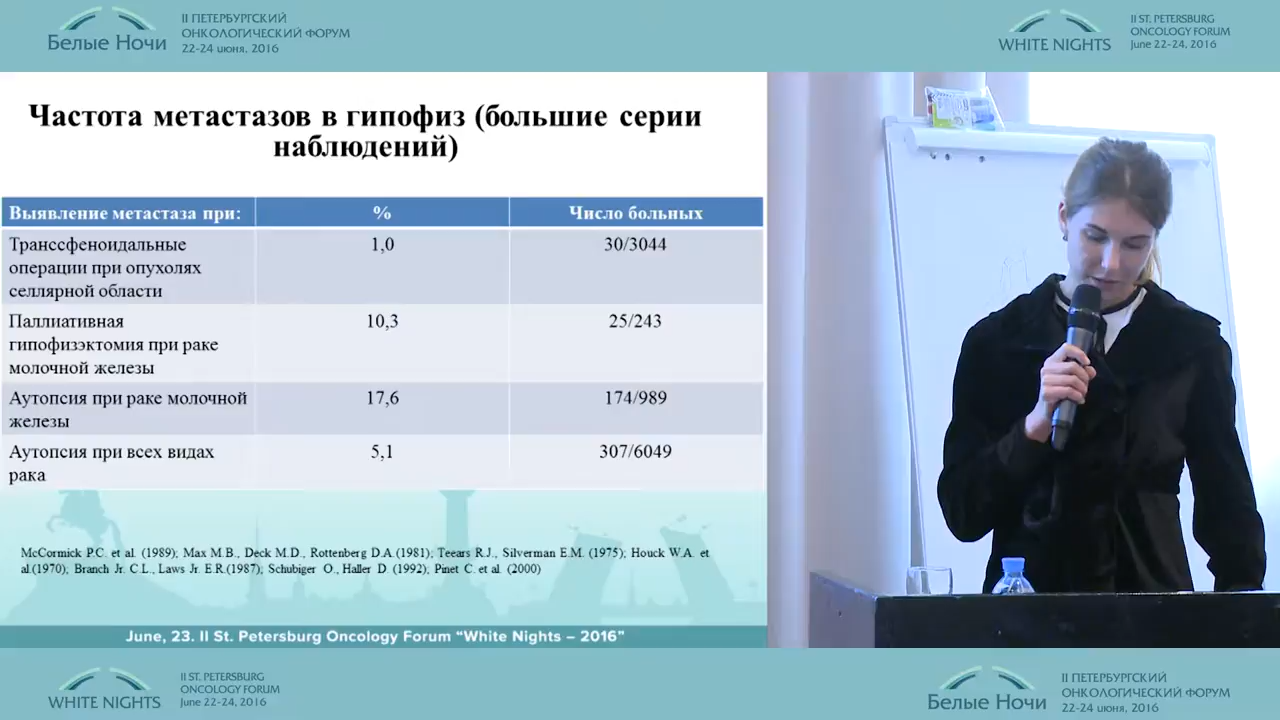 Белые Ночи
II ПЕТЕРБУРГСКИЙ
ОНКОЛОГИЧЕСКИЙ ФОРУМ
22-24 июня, 2016
WHITE NIGHTS
II ST. PETERSBURG
ONCOLOGY FORUM
June 22-24, 2016
Частота метастазов в гипофиз (большие серии
наблюдений)
Выявление метастаза при: % Число больных
Транссфеноидальные 1,0 30/3044
операции при опухолях
селлярной области
Паллиативная 10,3 25/243
гипофизэктомия при раке
молочной железы
Аутопсия при раке молочной 17,6 174/989
железы
Аутопсия при всех видах 5,1 307/6049
рака
McCormick P.C. et al. (1989); Max M.B., Deck M.D., Rottenberg D.A.(1981); Teears R.J., Silverman E.M. (1975); Houck W.A. et
al.(1970); Branch Jr. C.L., Laws Jr. E.R.(1987); Schubiger O., Haller D. (1992); Pinet C. et al. (2000)
June, 23. II St. Petersburg Oncology Forum “White Nights – 2016”
WHITE NIGHTS
II ST. PETERSBURG
ONCOLOGY FORUM
June 22-24, 2016
Белые Ночи
II ПЕТЕРБУРГСКИЙ
ОНКОЛОГИЧЕСКИЙ ФОРУМ
22-24 июня, 2016